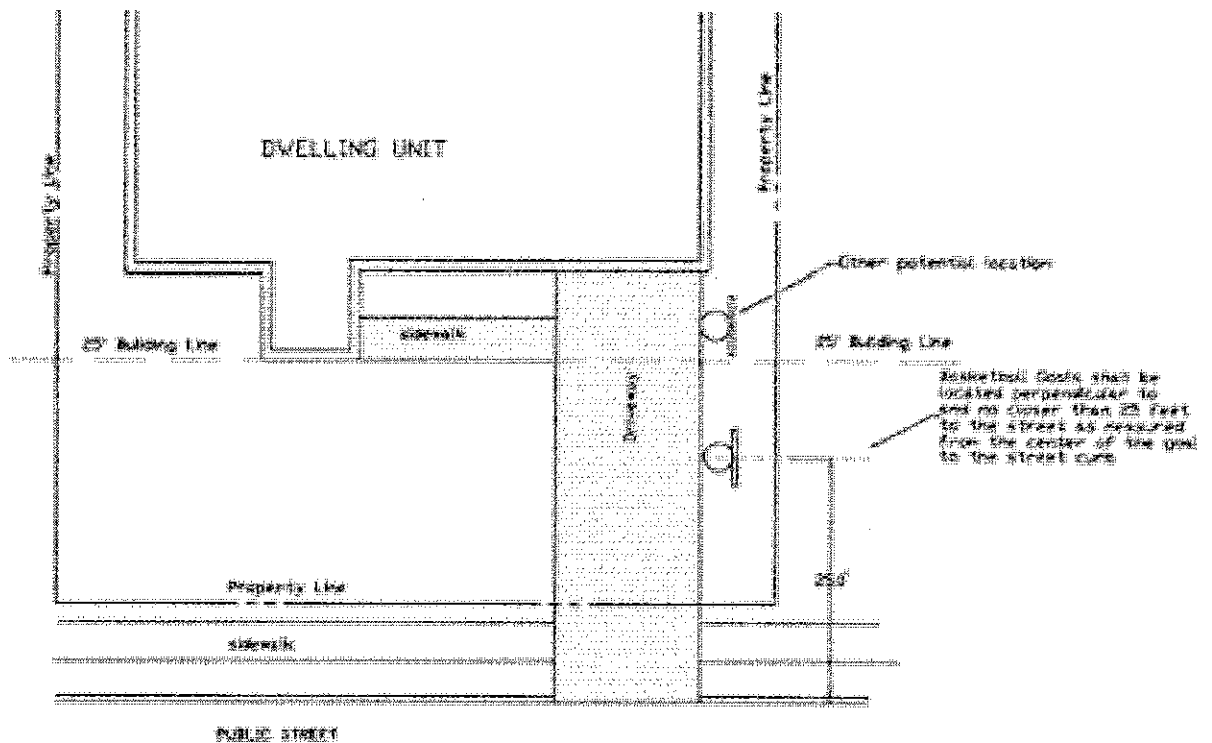 Property Line
DWELLING UNIT
Property Line
Other potential location
sidewalk
25' Building Line
25' Building Line
Driveway
Basketball Goals shall be
located perpendicular to
and no closer than 25 feet
to the street as measured
from the center of the goal
to the street curb
Property Line
sidewalk
PUBLIC STREET